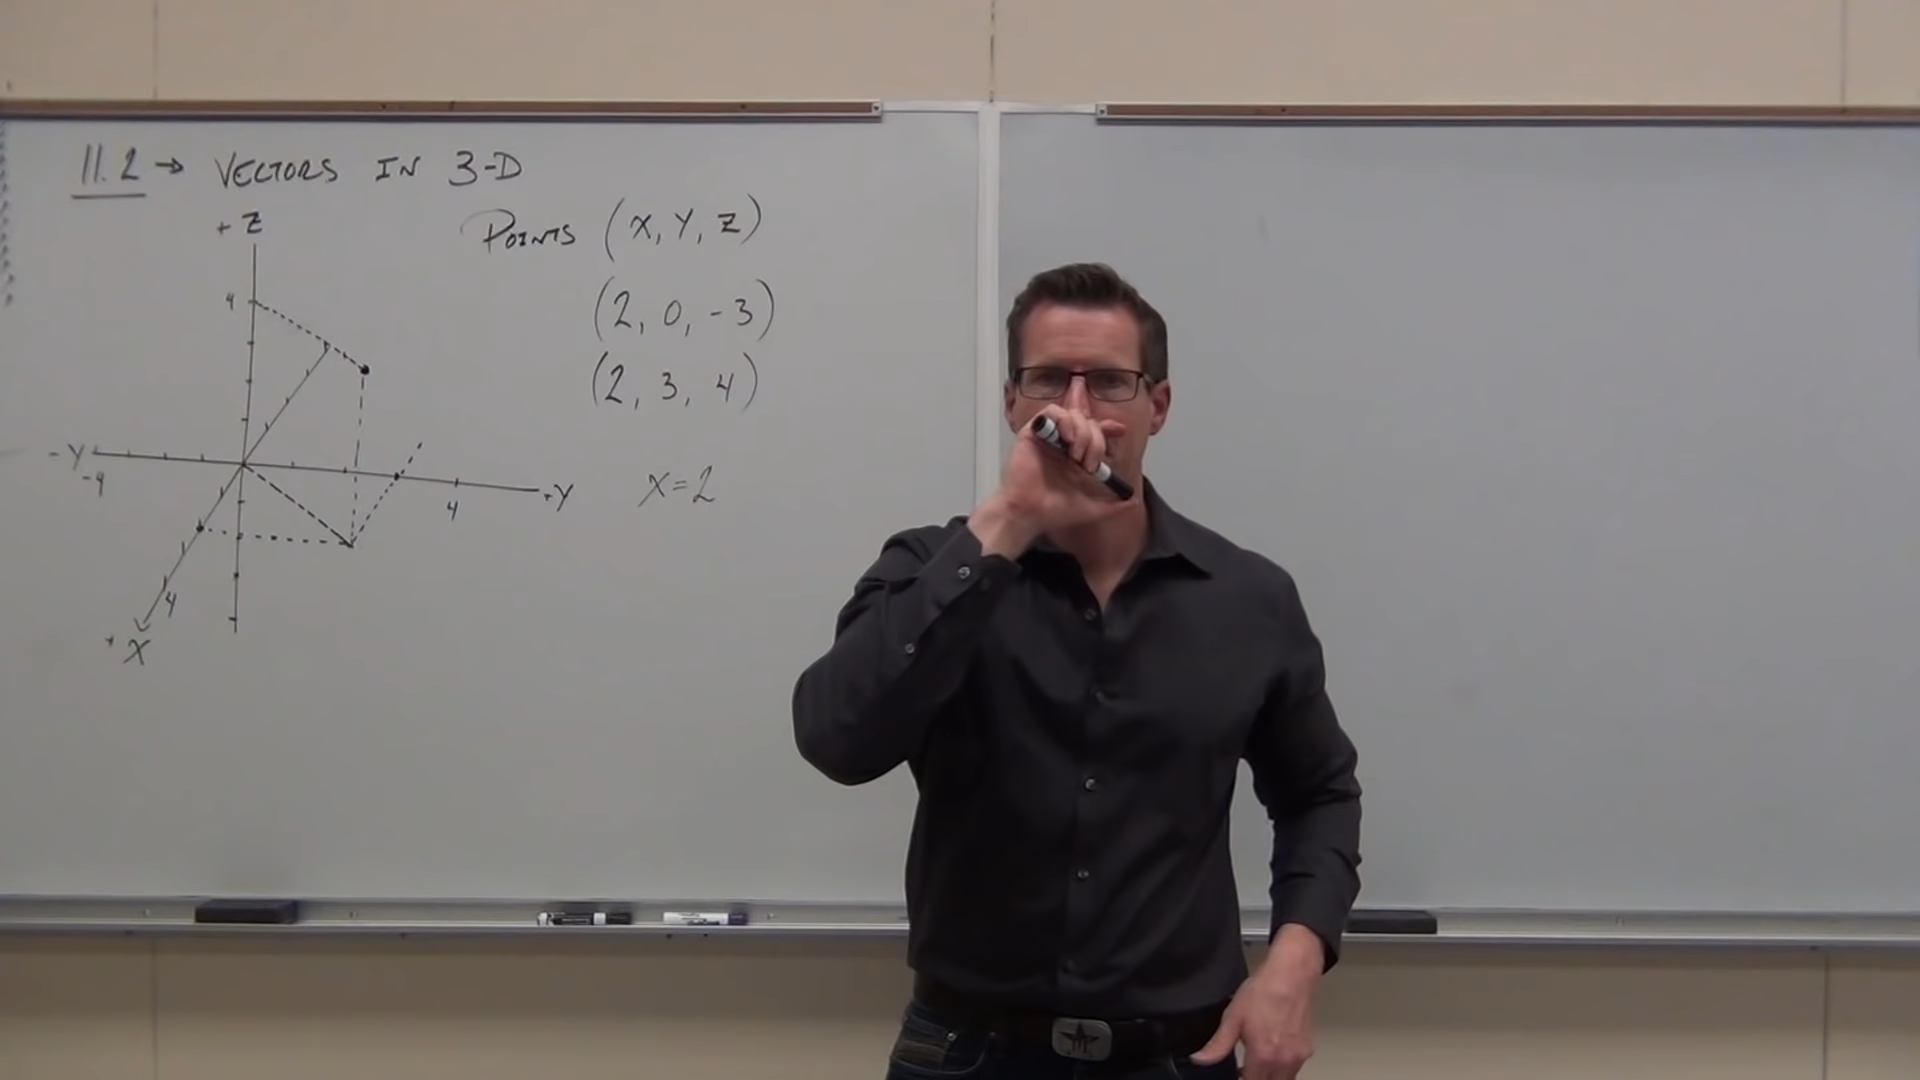 11.2 → VECTORS IN 3-D
+Z
POINTS (X, Y, Z)
4
(2, 0, -3)
(2, 3, 4)
-Y
-4
4
+Y
X=2
4
+X